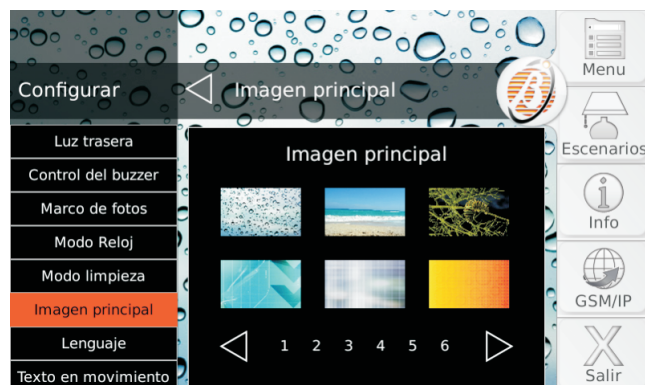 Configurar
Imagen principal
Luz trasera
Control del buzzer
Marco de fotos
Modo Reloj
Modo limpieza
Imagen principal
Lenguaje
Texto en movimiento
Imagen principal
1 2 3 4 5 6
B
Menu
Escenarios
Info
GSM/IP
Salir